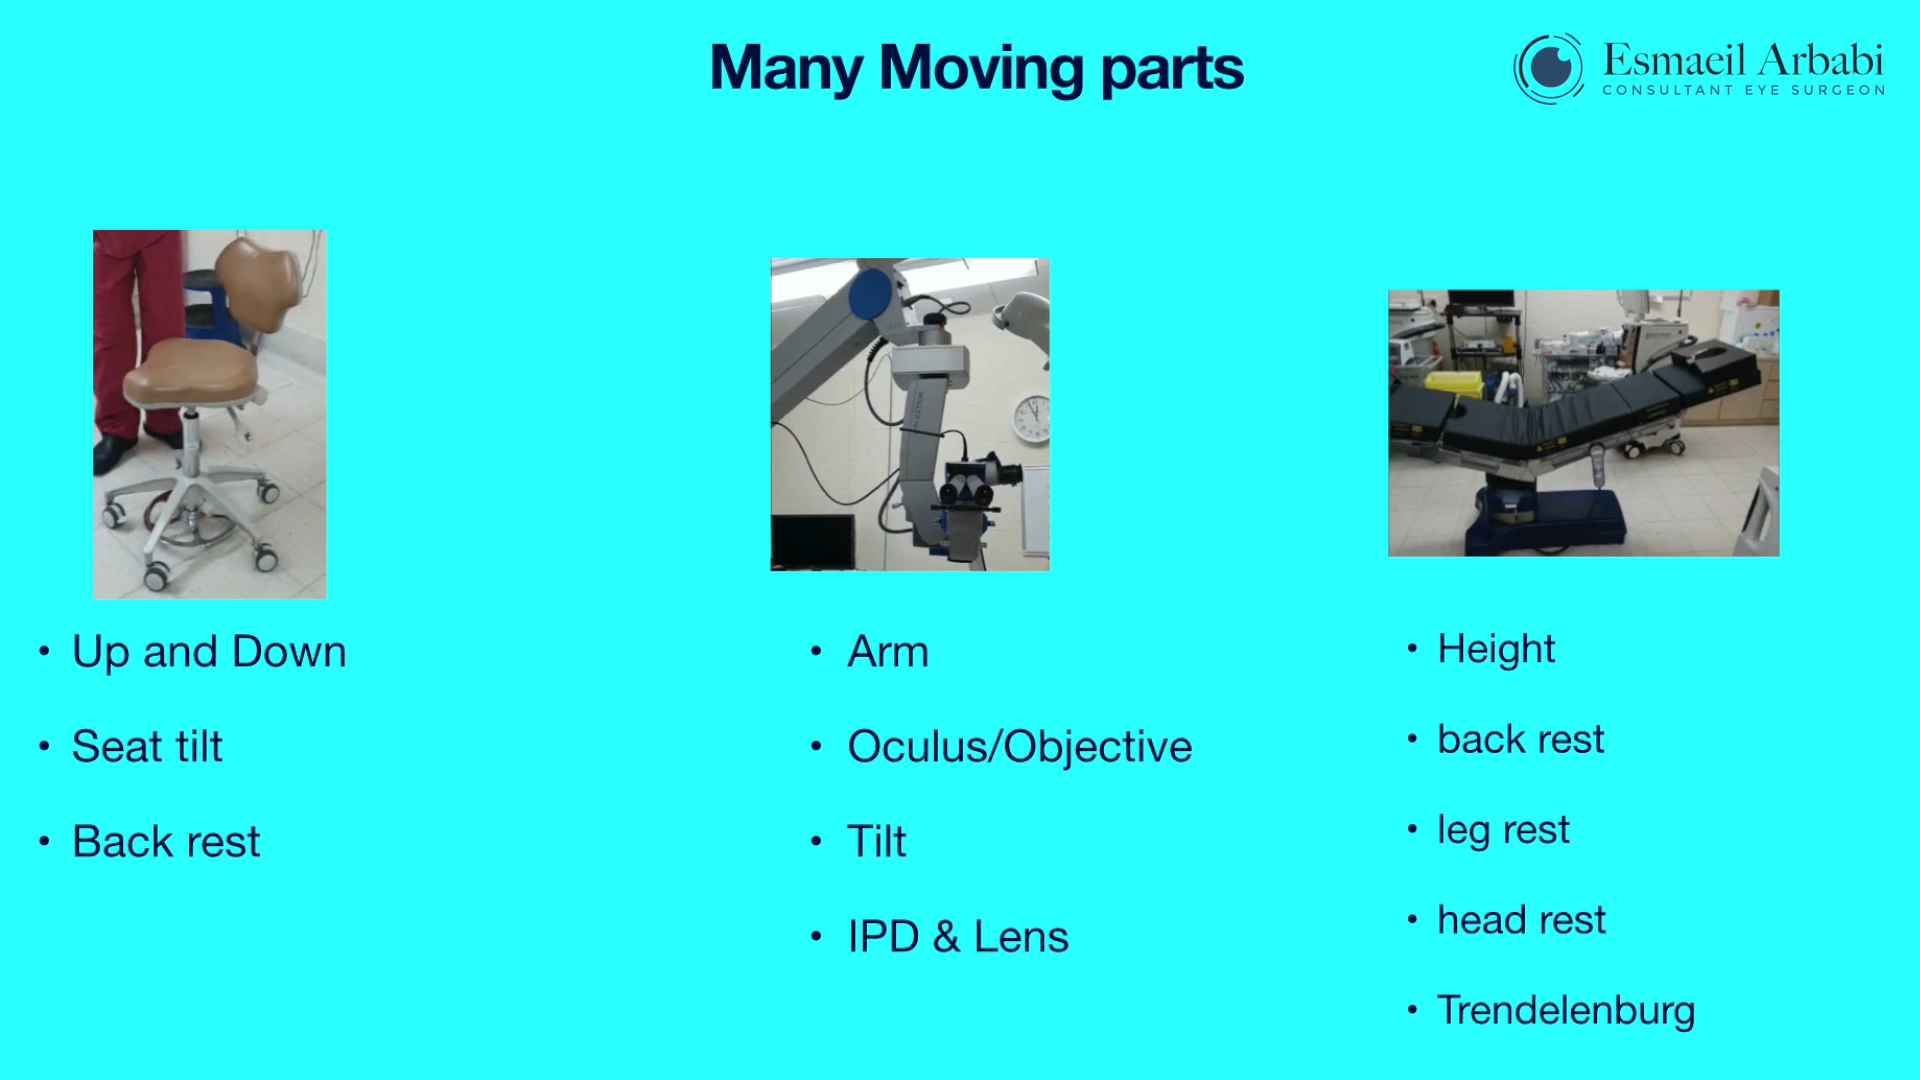 Many Moving parts
Esmaeil Arbabi
CONSULTANT EYE SURGEON
• Up and Down
• Seat tilt
• Back rest
• Arm
• Oculus/Objective
• Tilt
• IPD & Lens
• Height
• back rest
• leg rest
• head rest
• Trendelenburg